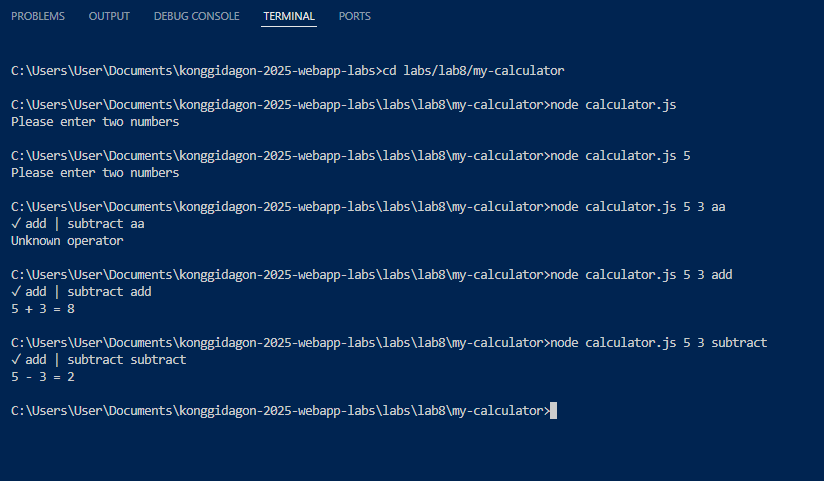 PROBLEMS OUTPUT DEBUG CONSOLE TERMINAL PORTS
C:\Users\User\Documents\konggidagon-2025-webapp-labs>cd labs/lab8/my-calculator
C:\Users\User\Documents\konggidagon-2025-webapp-labs\labs\lab8\my-calculator>node calculator.js
Please enter two numbers
C:\Users\User\Documents\konggidagon-2025-webapp-labs\labs\lab8\my-calculator>node calculator.js 5
Please enter two numbers
C:\Users\User\Documents\konggidagon-2025-webapp-labs\labs\lab8\my-calculator>node calculator.js 5 3 aa
√ add | subtract aa
Unknown operator
C:\Users\User\Documents\konggidagon-2025-webapp-labs\labs\lab8\my-calculator>node calculator.js 5 3 add
√ add | subtract add
5 + 3 = 8
C:\Users\User\Documents\konggidagon-2025-webapp-labs\labs\lab8\my-calculator>node calculator.js 5 3 subtract
√ add | subtract subtract
5 - 3 = 2
C:\Users\User\Documents\konggidagon-2025-webapp-labs\labs\lab8\my-calculator>